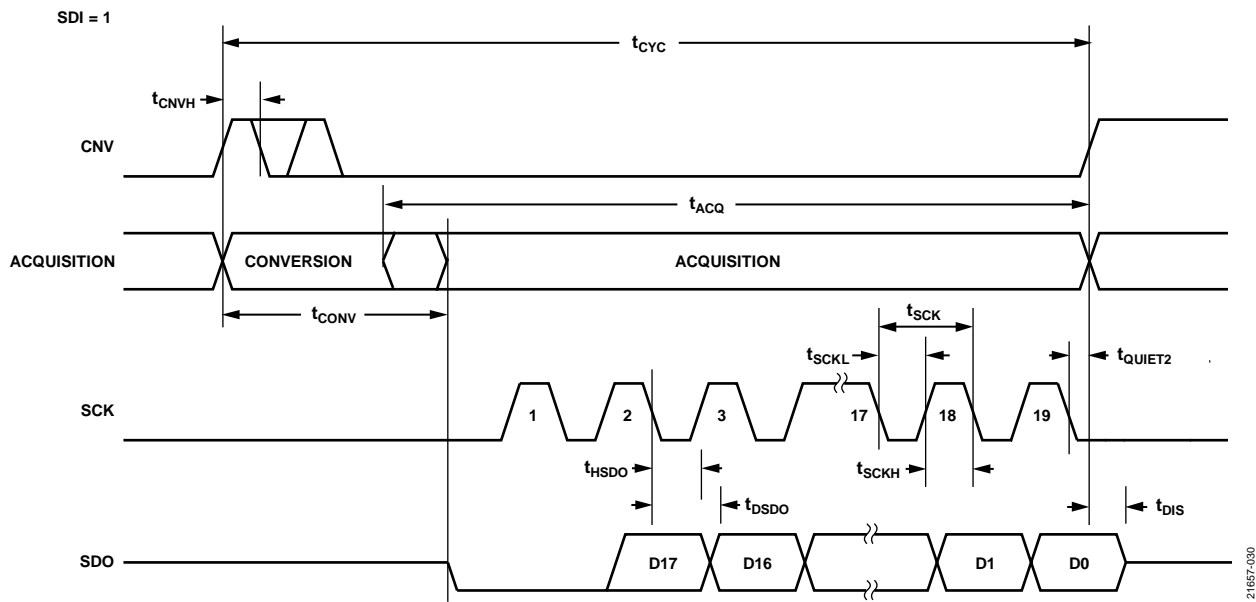 SDI = 1
tCYC
tCNVH
CNV
tACQ
ACQUISITION
CONVERSION
ACQUISITION
tCONV
tSCK
tSCKL
tQUIET2
SCK
1
2
3
17
18
19
tHSDO
tSCKH
tDSDO
tDIS
SDO
D17
D16
D1
D0
21657-030